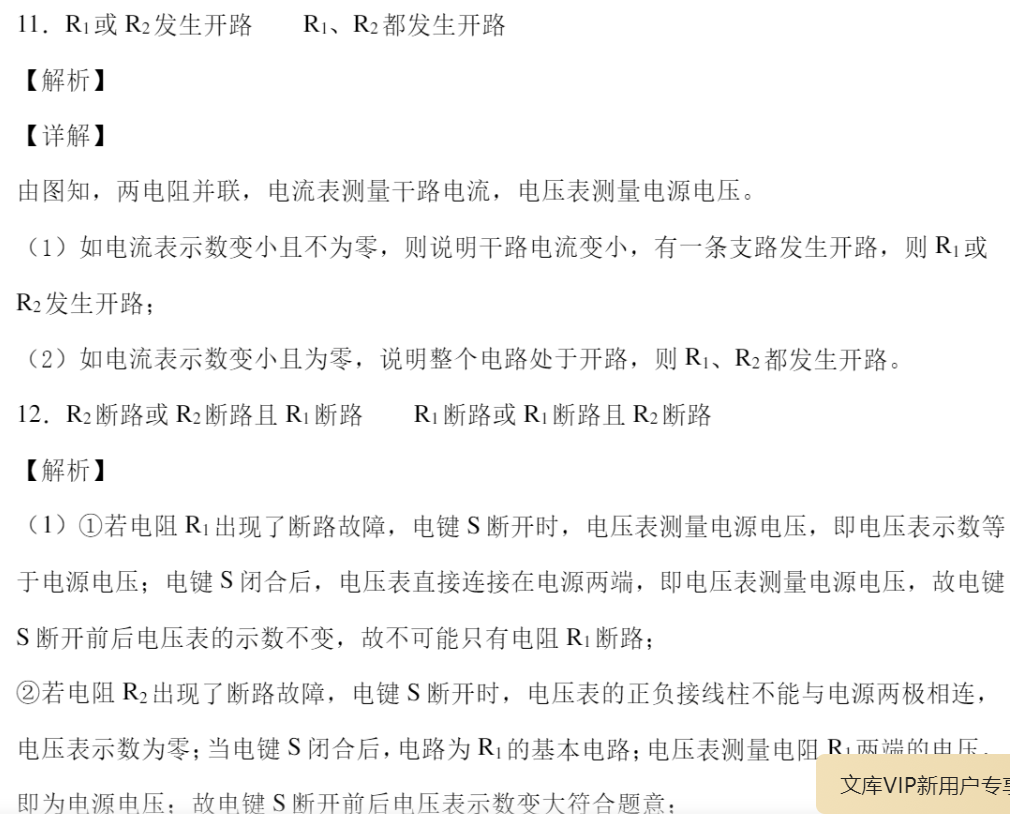 11．R₁或 R₂发生开路　　R₁、R₂都发生开路
【解析】
【详解】
由图知，两电阻并联，电流表测量干路电流，电压表测量电源电压。
（1）如电流表示数变小且不为零，则说明干路电流变小，有一条支路发生开路，则 R₁或
R₂发生开路；
（2）如电流表示数变小且为零，说明整个电路处于开路，则 R₁、R₂都发生开路。
12．R₂断路或 R₂断路且 R₁断路　　R₁断路或 R₁断路且 R₂断路
【解析】
（1）①若电阻 R₁出现了断路故障，电键 S 断开时，电压表测量电源电压，即电压表示数等
于电源电压；电键 S 闭合后，电压表直接连接在电源两端，即电压表测量电源电压，故电键
S 断开前后电压表的示数不变，故不可能只有电阻 R₁断路；
②若电阻 R₂出现了断路故障，电键 S 断开时，电压表的正负接线柱不能与电源两极相连，
电压表示数为零；当电键 S 闭合后，电路为 R₁的基本电路；电压表测量电阻 R₁两端的电压，
即为电源电压；故电键 S 断开前后电压表示数变大符合题意；
文库VIP新用户专享